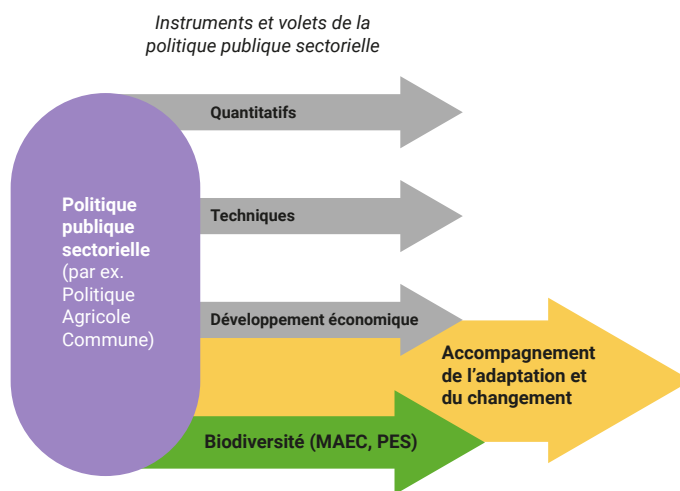 Instruments et volets de la
politique publique sectorielle
Quantitatifs
Techniques
Politique
publique
sectorielle
(par ex.
Politique
Agricole
Commune)
Développement économique
Accompagnement
de l'adaptation et
du changement
Biodiversité (MAEC, PES)